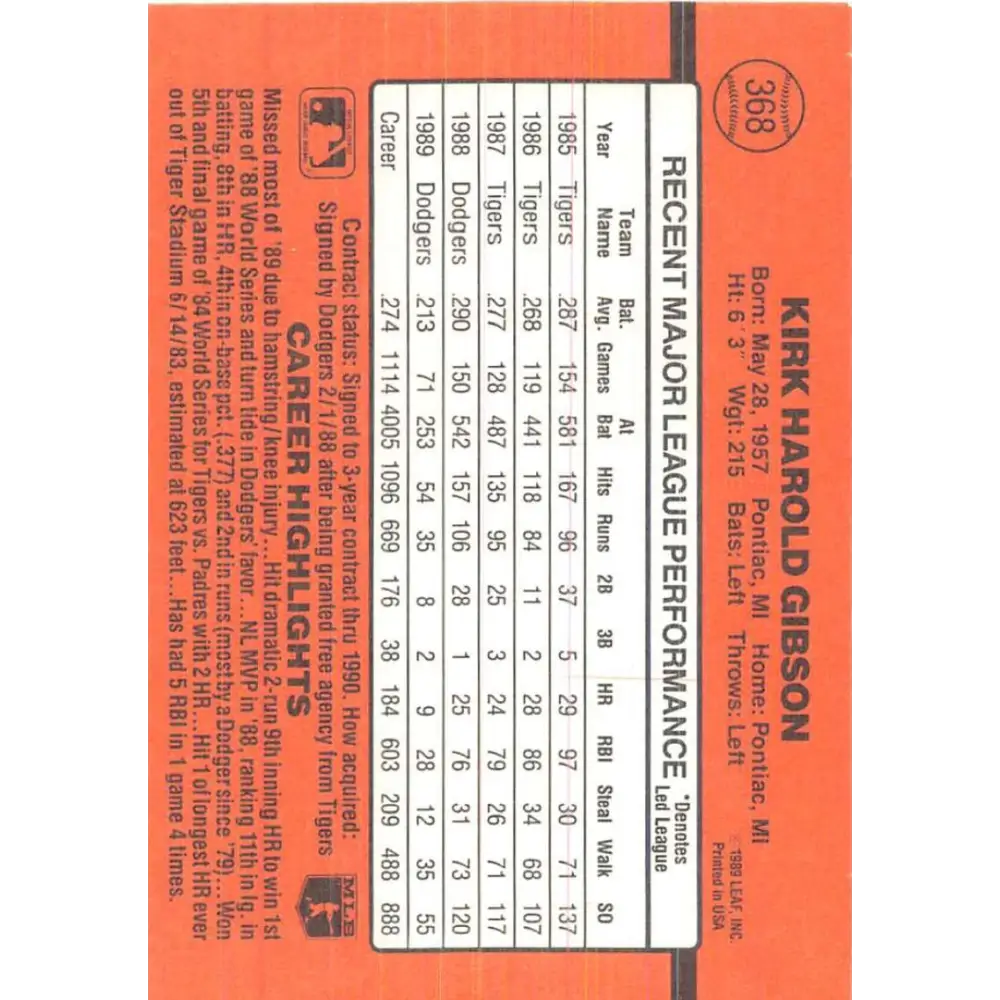 368
KIRK HAROLD GIBSON
Born: May 28, 1957 Pontiac, MI Home: Pontiac, MI
Ht: 6' 3" Wgt: 215 Bats: Left Throws: Left
© 1989 LEAF, INC.
Printed in USA
RECENT MAJOR LEAGUE PERFORMANCE *Denotes Led League
Year Team Name Bat. Avg. Games At Bat Hits Runs 2B 3B HR RBI Steal Walk SO
1985 Tigers .287 154 581 167 96 37 5 29 97 30 71 137
1986 Tigers .268 119 441 118 84 11 2 28 86 34 68 107
1987 Tigers .277 128 487 135 95 25 3 24 79 26 71 117
1988 Dodgers .290 150 542 157 106 28 1 25 76 31 73 120
1989 Dodgers .213 71 253 54 35 8 2 9 28 12 35 55
Career .274 1114 4005 1096 669 176 38 184 603 209 488 888
Contract status: Signed to 3-year contract thru 1990. How acquired:
Signed by Dodgers 2/1/88 after being granted free agency from Tigers
MLB
CAREER HIGHLIGHTS
Missed most of '89 due to hamstring/knee injury...Hit dramatic 2-run 9th inning HR to win 1st
game of '88 World Series and turn tide in Dodgers' favor...NL MVP in '88, ranking 11th in lg. in
batting, 8th in HR, 4th in on-base pct. (.377) and 2nd in runs (most by a Dodger since '79)...Won
5th and final game of '84 World Series for Tigers vs. Padres with 2 HR...Hit 1 of longest HR ever
out of Tiger Stadium 6/14/83, estimated at 623 feet...Has had 5 RBI in 1 game 4 times.